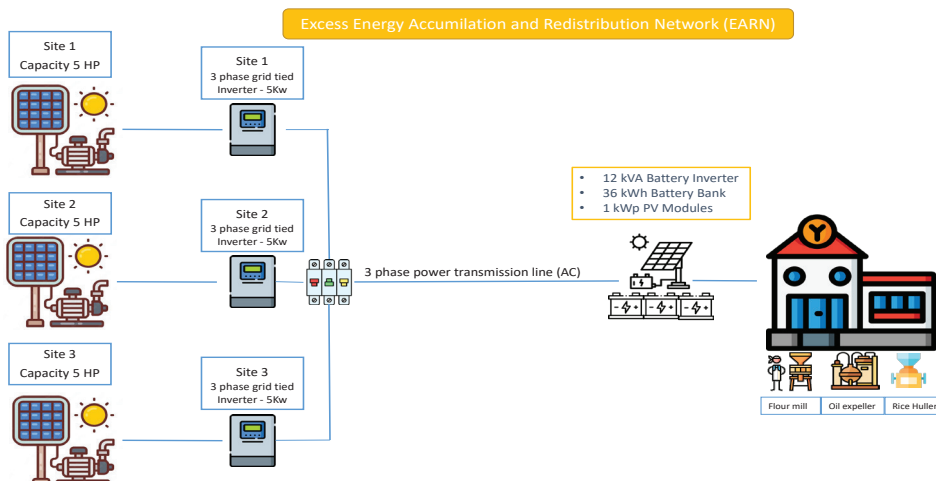 Excess Energy Accumilation and Redistribution Network (EARN)
Site 1
Capacity 5 HP
Site 1
3 phase grid tied
Inverter - 5Kw
Site 2
Capacity 5 HP
Site 2
3 phase grid tied
Inverter - 5Kw
Site 3
Capacity 5 HP
Site 3
3 phase grid tied
Inverter - 5Kw
3 phase power transmission line (AC)
• 12 kVA Battery Inverter
• 36 kWh Battery Bank
• 1 kWp PV Modules
Y
Flour mill
Oil expeller
Rice Huller